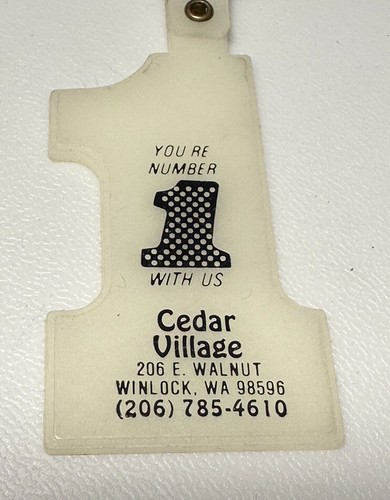 YOU'RE
NUMBER
1
WITH US
Cedar
Village
206 E. WALNUT
WINLOCK, WA 98596
(206) 785-4610